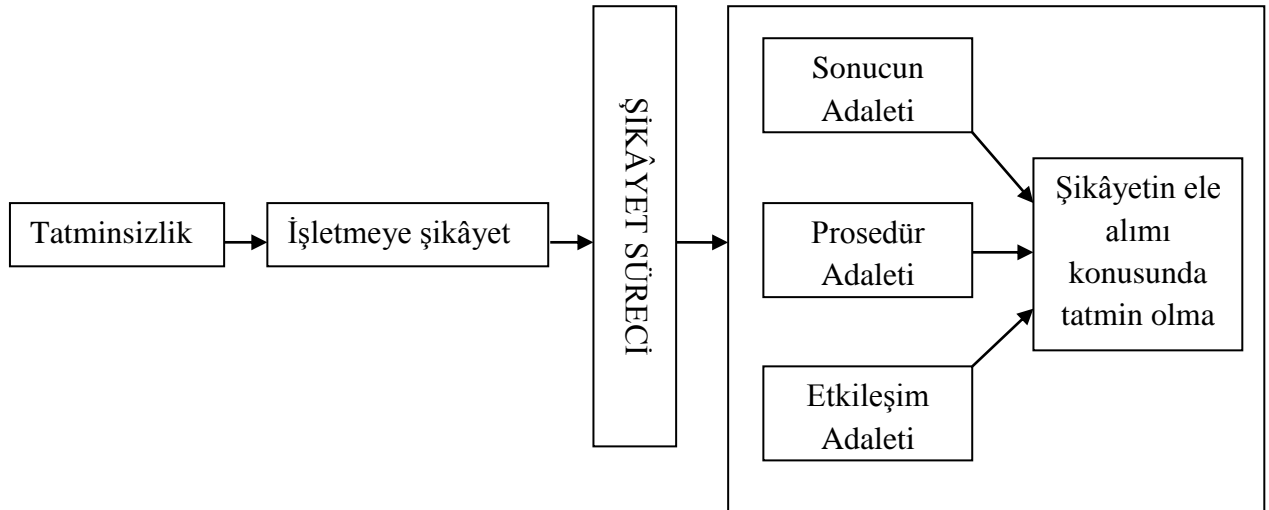 Tatminsizlik
İşletmeye şikâyet
ŞİKÂYET SÜRECİ
Sonucun
Adaleti
Prosedür
Adaleti
Etkileşim
Adaleti
Şikâyetin ele
alımı
konusunda
tatmin olma